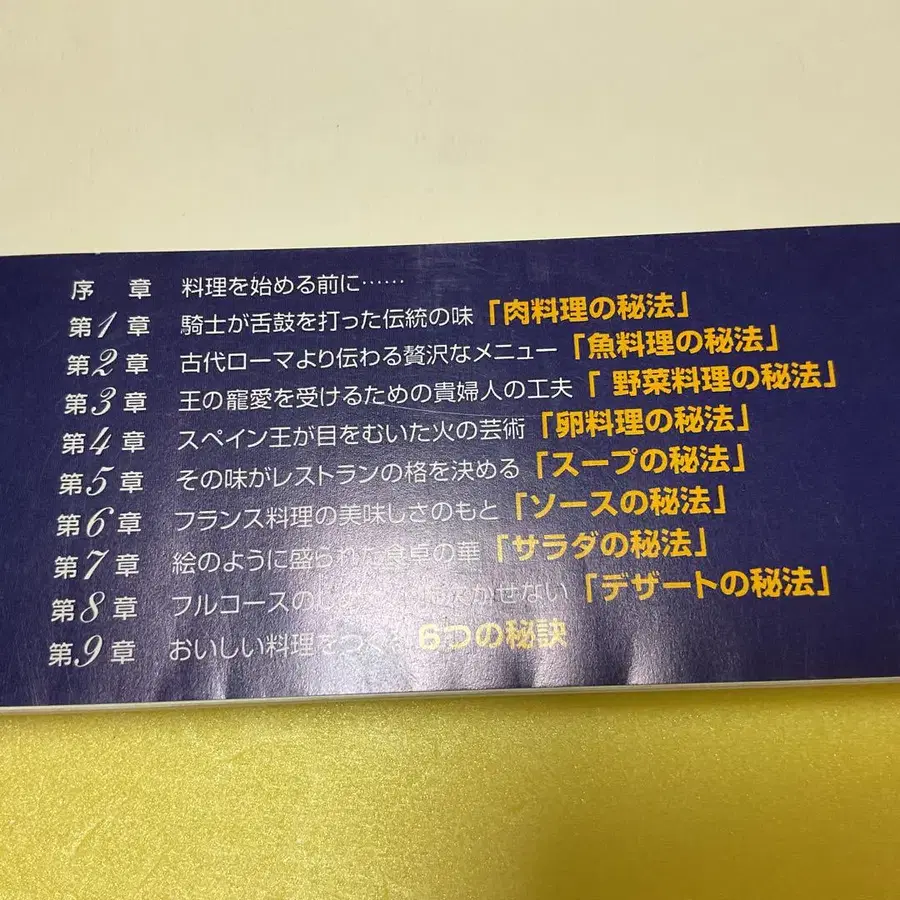 序 章 料理を始める前に……
第1章 騎士が舌鼓を打った伝統の味「肉料理の秘法」
第2章 古代ローマより伝わる贅沢なメニュー「魚料理の秘法」
第3章 王の寵愛を受けるための貴婦人の工夫「野菜料理の秘法」
第4章 スペイン王が目をむいた火の芸術「卵料理の秘法」
第5章 その味がレストランの格を決める「スープの秘法」
第6章 フランス料理の美味しさのもと「ソースの秘法」
第7章 絵のように盛られた食卓の華「サラダの秘法」
第8章 フルコースのし かせない「デザートの秘法」
第9章 おいしい料理をつくる6つの秘訣